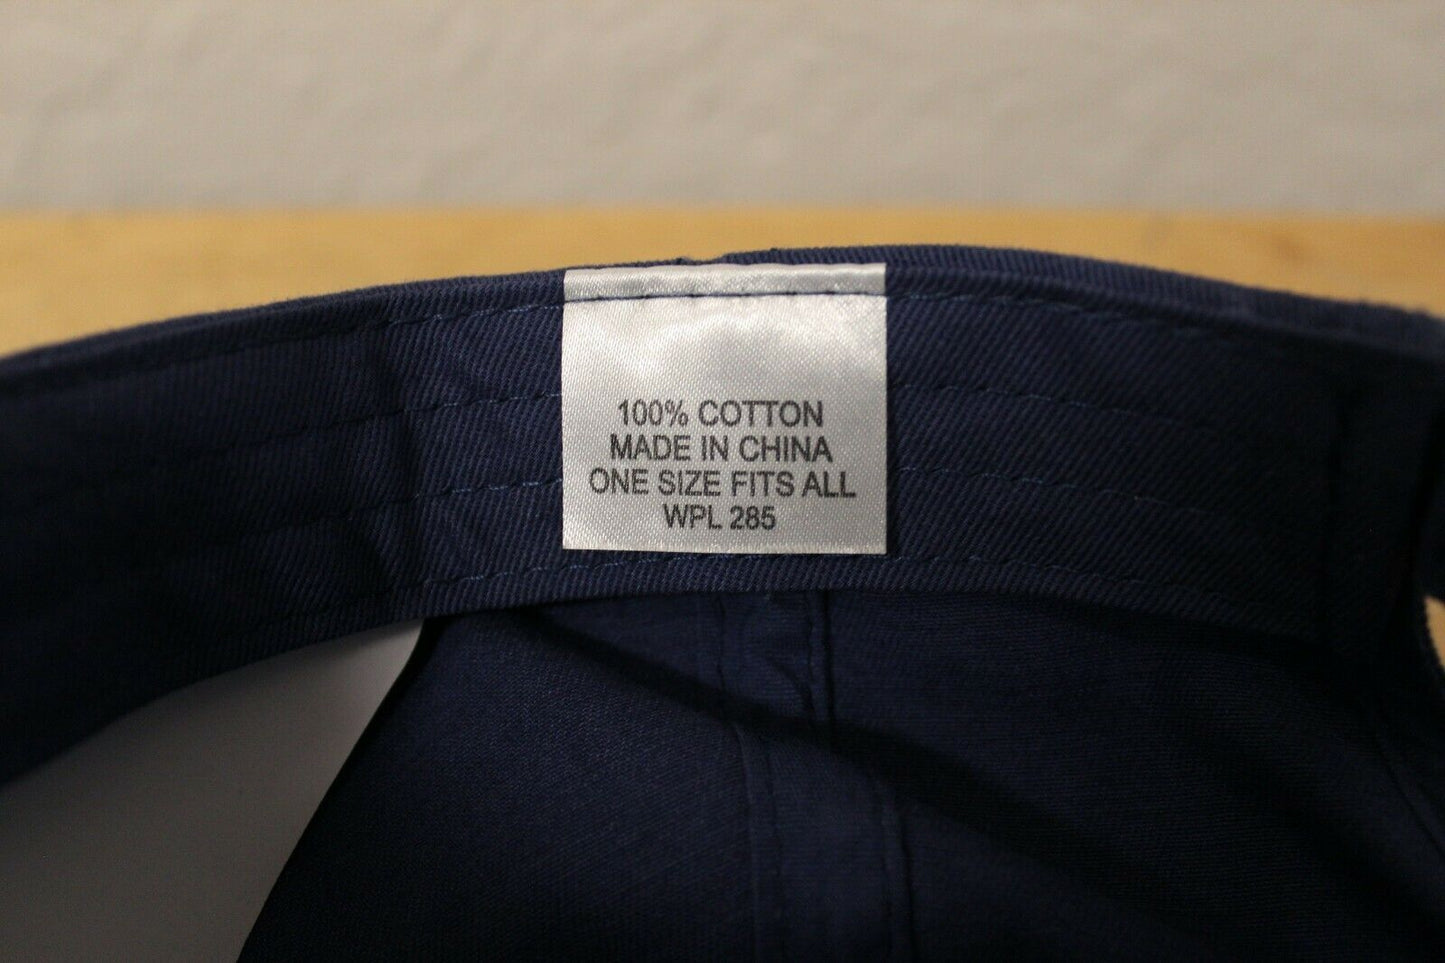 100% COTTON
MADE IN CHINA
ONE SIZE FITS ALL
WPL 285